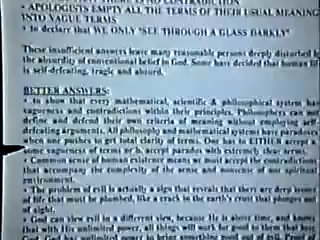 • APOLOGISTS EMPTY ALL THE TERMS OF THEIR USUAL MEANING
INTO VAGUE TERMS
• to declare that WE ONLY "SEE THROUGH A GLASS DARKLY"
These insufficient answers leave many reasonable persons deeply disturbed by
the absurdity of conventional belief in God. Some have decided that human life
is self-defeating, tragic and absurd.
BETTER ANSWERS:
• to show that every mathematical, scientific & philosophical system has
vagueness and contradictions within their principles. Philosophers can not
define and defend their own criteria of meaning without employing self-
defeating arguments. All philosophy and mathematical systems have paradoxes
when one pushes to get total clarity of terms. One has to EITHER accept a
some vagueness of terms or accept paradox with extremely clear terms.
• Common sense of human existence means we must accept the contradictions
that accompany the complexity of the sense and nonsense of our spiritual
environment.
• The problem of evil is actually a sign that reveals that there are deep issues
of life that must be plumbed, like a crack in the earth's crust that plunges out
of sight.
• God can view evil in a different view, because He is above time, and knows
that with His unlimited power, all things will work for good to them that love
God. God has unlimited power to bring something good out of evil.